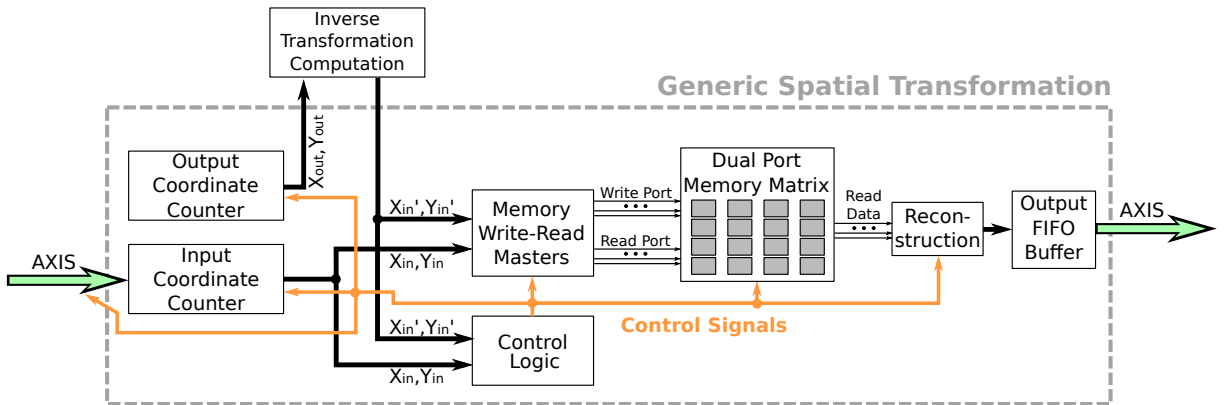 Inverse
Transformation
Computation
Generic Spatial Transformation
Xout,Yout
Output
Coordinate
Counter
AXIS
Input
Coordinate
Counter
Xin',Yin'
Xin,Yin
Memory
Write-Read
Masters
Write Port
Read Port
Dual Port
Memory Matrix
Read
Data
Recon-
struction
Output
FIFO
Buffer
AXIS
Control Signals
Xin',Yin'
Xin,Yin
Control
Logic